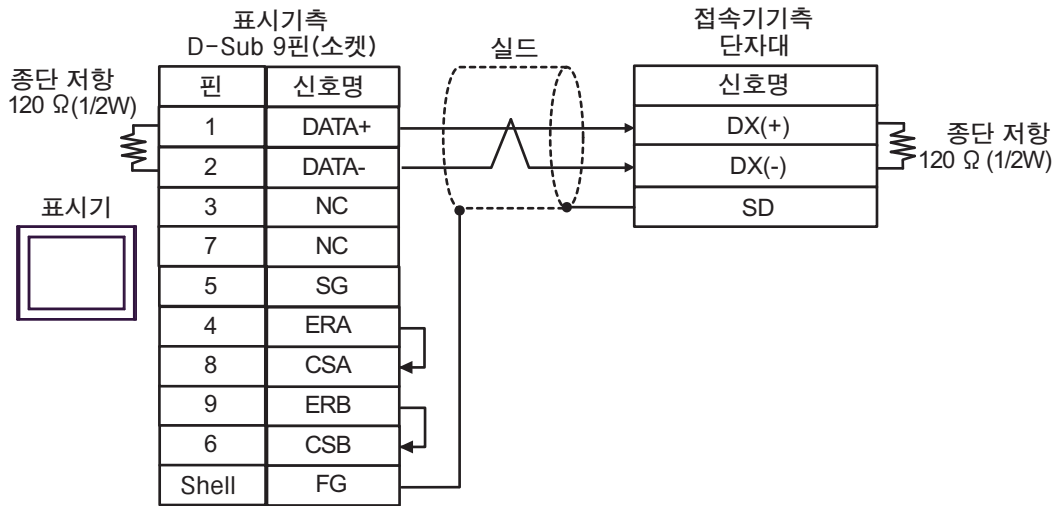 표시기측
D-Sub 9핀(소켓)
실드
접속기기측
단자대
종단 저항
120 Ω(1/2W)
핀 신호명
신호명
1 DATA+
DX(+)
2 DATA-
DX(-)
종단 저항
120 Ω (1/2W)
표시기
3 NC
SD
7 NC
5 SG
4 ERA
8 CSA
9 ERB
6 CSB
Shell FG